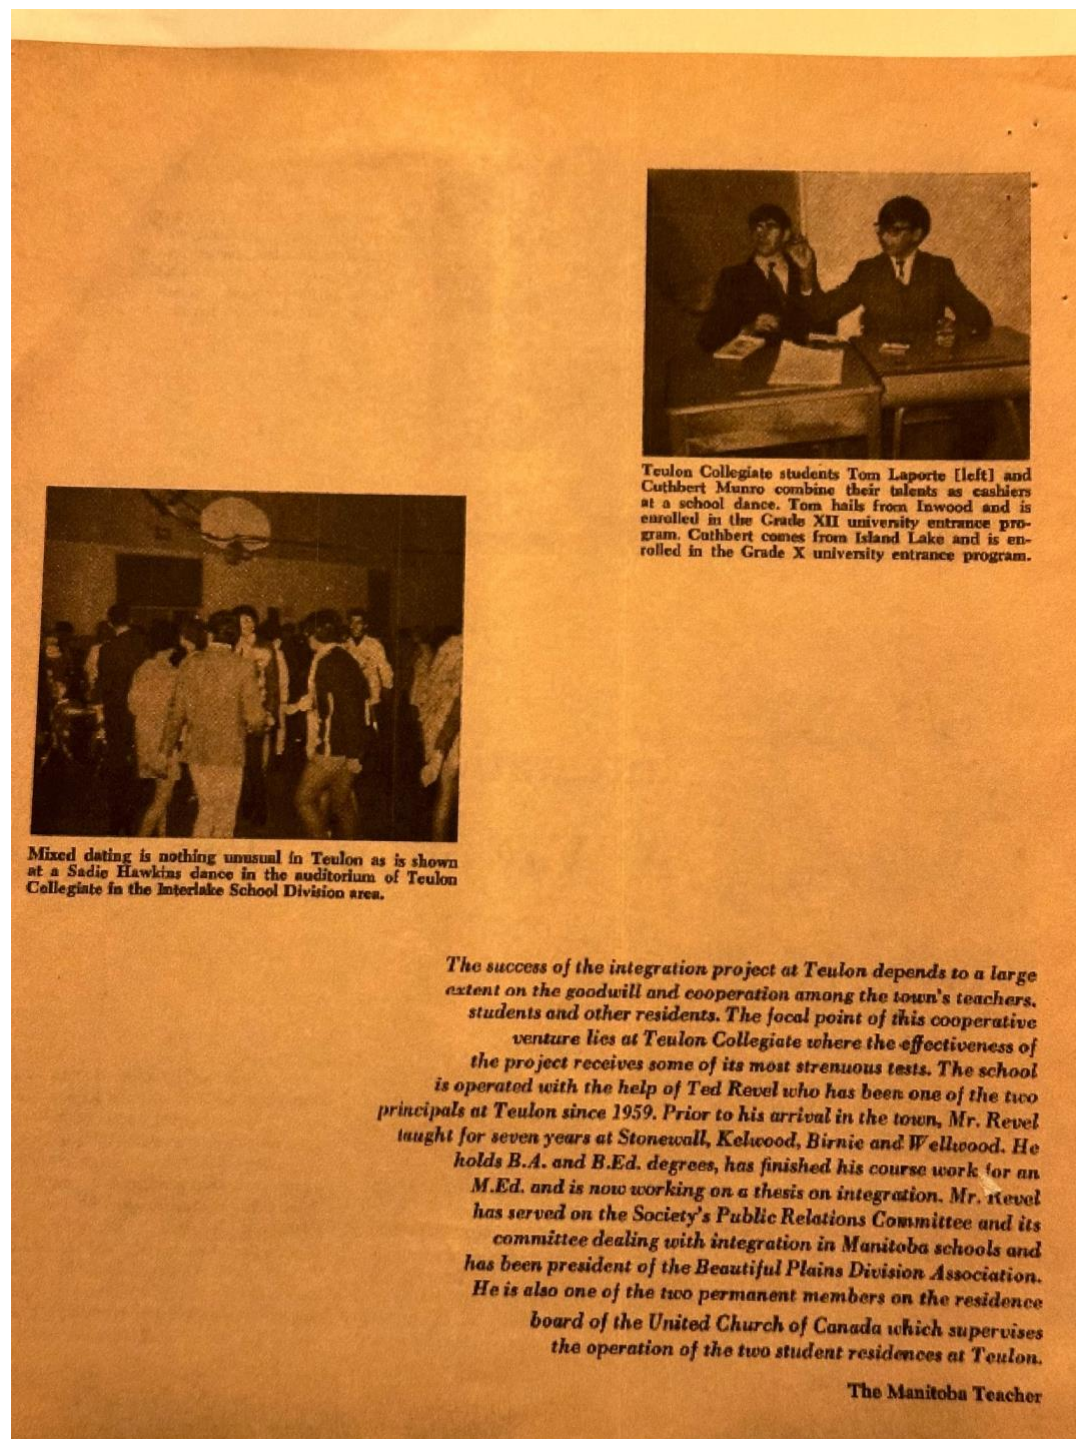 Teulon Collegiate students Tom Laporte [left] and
Cuthbert Munro combine their talents as cashiers
at a school dance. Tom hails from Inwood and is
enrolled in the Grade XII university entrance pro-
gram. Cuthbert comes from Island Lake and is en-
rolled in the Grade X university entrance program.
Mixed dating is nothing unusual in Teulon as is shown
at a Sadie Hawkins dance in the auditorium of Teulon
Collegiate in the Interlake School Division area.
The success of the integration project at Teulon depends to a large
extent on the goodwill and cooperation among the town's teachers,
students and other residents. The focal point of this cooperative
venture lies at Teulon Collegiate where the effectiveness of
the project receives some of its most strenuous tests. The school
is operated with the help of Ted Revel who has been one of the two
principals at Teulon since 1959. Prior to his arrival in the town, Mr. Revel
taught for seven years at Stonewall, Kelwood, Birnie and Wellwood. He
holds B.A. and B.Ed. degrees, has finished his course work for an
M.Ed. and is now working on a thesis on integration. Mr. Revel
has served on the Society's Public Relations Committee and its
committee dealing with integration in Manitoba schools and
has been president of the Beautiful Plains Division Association.
He is also one of the two permanent members on the residence
board of the United Church of Canada which supervises
the operation of the two student residences at Teulon.
The Manitoba Teacher